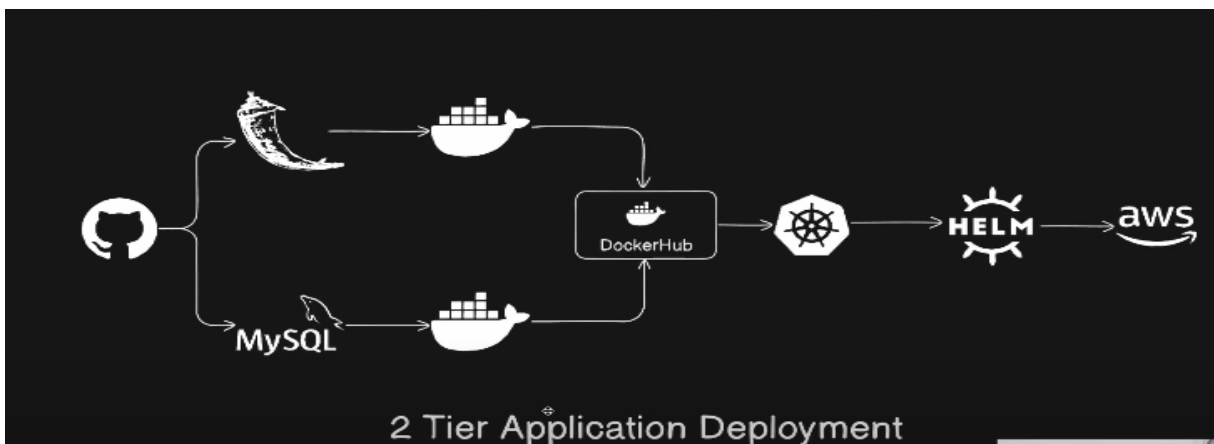 DockerHub
HELM
aws
MySQL
2 Tier Application Deployment